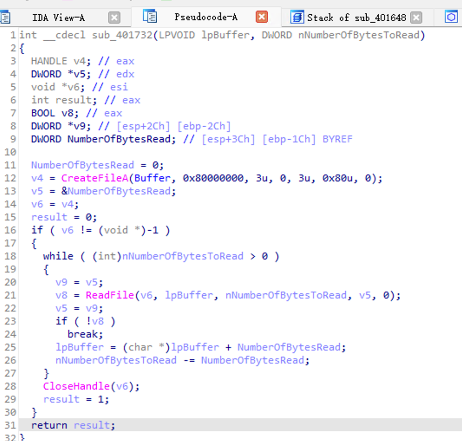 IDA View-A Pseudocode-A Stack of sub_401648
1 int __cdecl sub_401732(LPVOID lpBuffer, DWORD nNumberOfBytesToRead)
2 {
3 HANDLE v4; // eax
4 DWORD *v5; // edx
5 void *v6; // esi
6 int result; // eax
7 BOOL v8; // eax
8 DWORD *v9; // [esp+2Ch] [ebp-2Ch]
9 DWORD NumberOfBytesRead; // [esp+3Ch] [ebp-1Ch] BYREF
10
11 NumberOfBytesRead = 0;
12 v4 = CreateFileA(Buffer, 0x80000000, 3u, 0, 3u, 0x80u, 0);
13 v5 = &NumberOfBytesRead;
14 v6 = v4;
15 result = 0;
16 if ( v6 != (void *)-1 )
17 {
18 while ( (int)nNumberOfBytesToRead > 0 )
19 {
20 v9 = v5;
21 v8 = ReadFile(v6, lpBuffer, nNumberOfBytesToRead, v5, 0);
22 v5 = v9;
23 if ( !v8 )
24 break;
25 lpBuffer = (char *)lpBuffer + NumberOfBytesRead;
26 nNumberOfBytesToRead -= NumberOfBytesRead;
27 }
28 CloseHandle(v6);
29 result = 1;
30 }
31 return result;
32 }